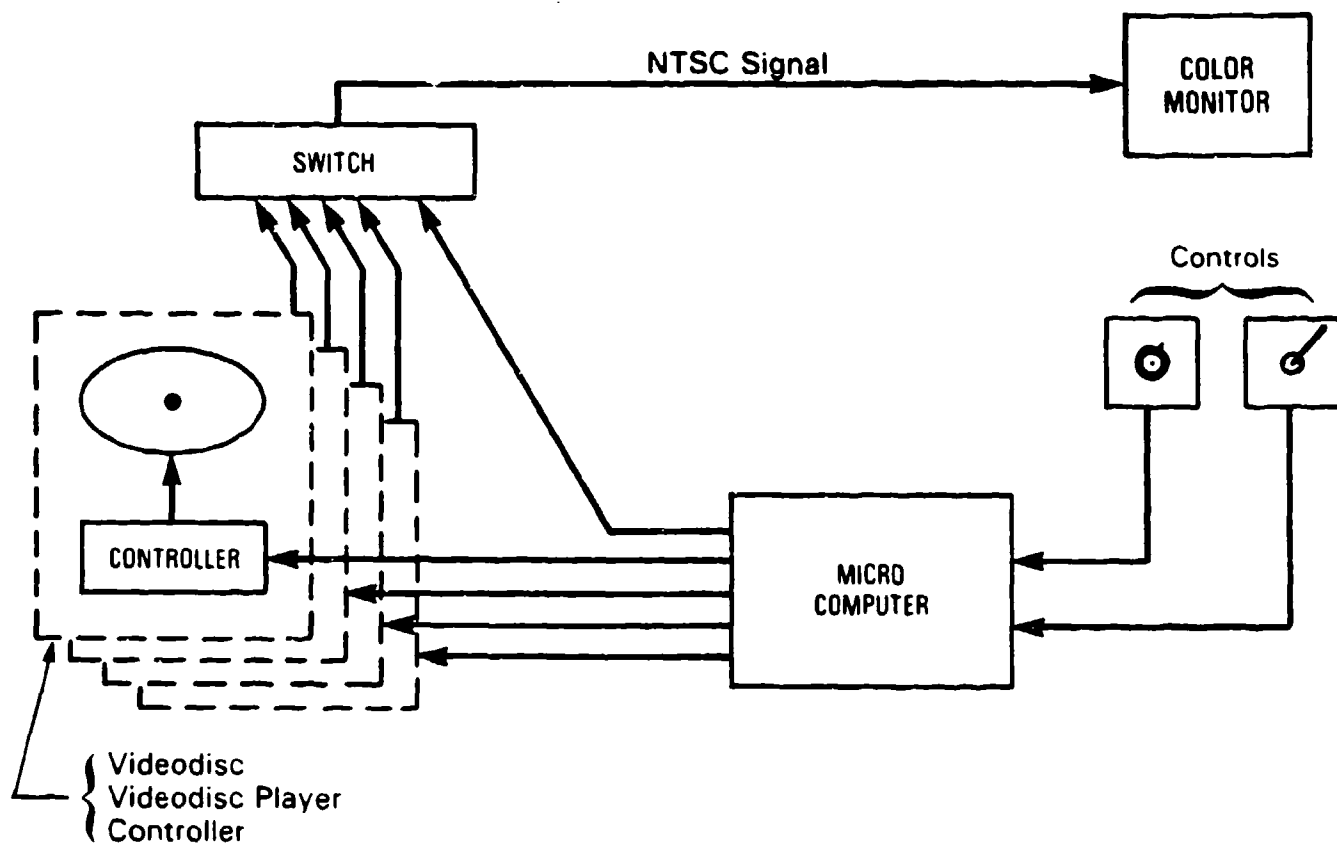 NTSC Signal
COLOR
MONITOR
SWITCH
Controls
CONTROLLER
MICRO
COMPUTER
Videodisc
Videodisc Player
Controller